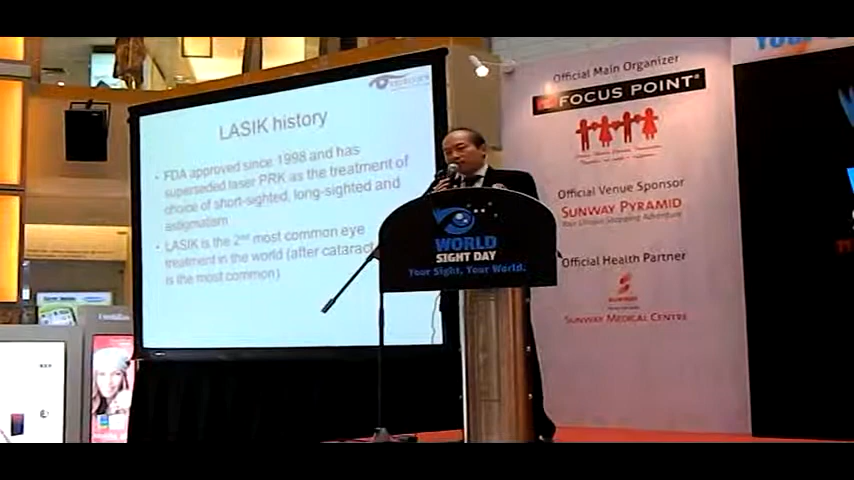 LASIK history
• FDA approved since 1998 and has
superseded laser PRK as the treatment of
choice of short-sighted, long-sighted and
astigmatism
• LASIK is the 2nd most common eye
treatment in the world (after cataract
is the most common)
WORLD
SIGHT DAY
Your Sight, Your World.
Official Main Organizer
FOCUS POINT
Official Venue Sponsor
SUNWAY PYRAMID
Official Health Partner
SUNWAY MEDICAL CENTRE